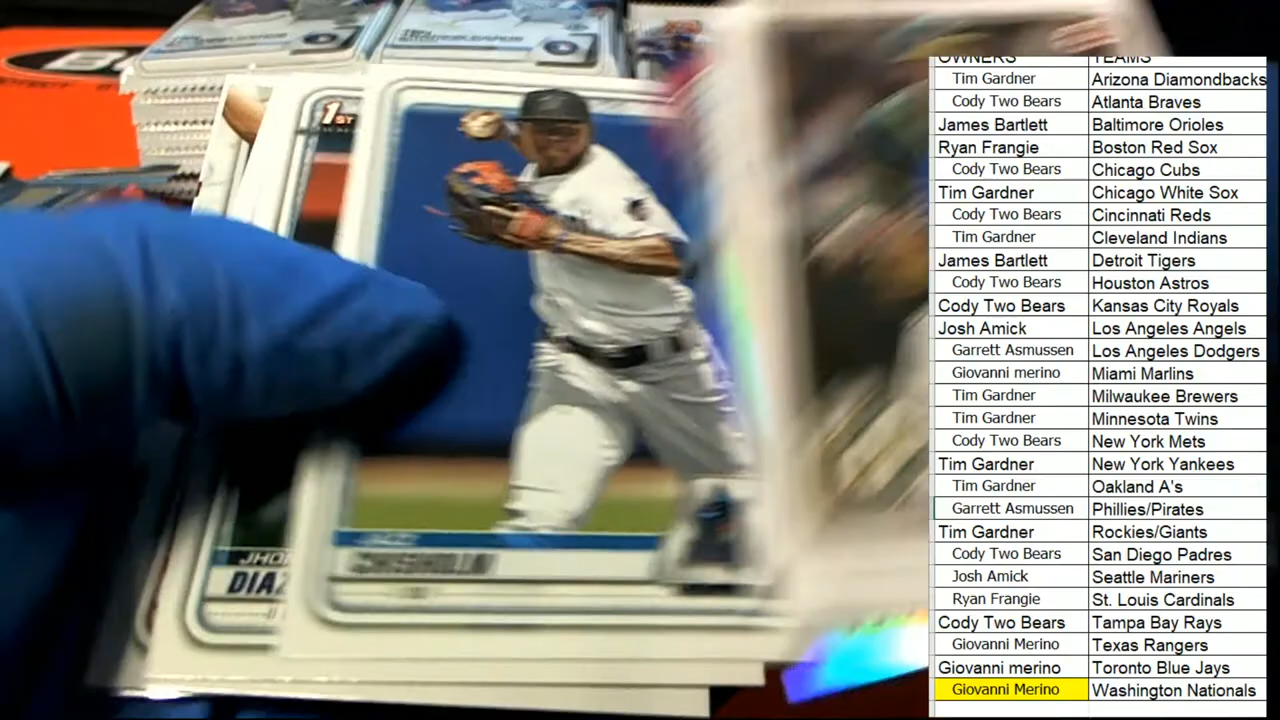 OWNERS TEAMS
Tim Gardner Arizona Diamondbacks
Cody Two Bears Atlanta Braves
James Bartlett Baltimore Orioles
Ryan Frangie Boston Red Sox
Cody Two Bears Chicago Cubs
Tim Gardner Chicago White Sox
Cody Two Bears Cincinnati Reds
Tim Gardner Cleveland Indians
James Bartlett Detroit Tigers
Cody Two Bears Houston Astros
Cody Two Bears Kansas City Royals
Josh Amick Los Angeles Angels
Garrett Asmussen Los Angeles Dodgers
Giovanni merino Miami Marlins
Tim Gardner Milwaukee Brewers
Tim Gardner Minnesota Twins
Cody Two Bears New York Mets
Tim Gardner New York Yankees
Tim Gardner Oakland A's
Garrett Asmussen Phillies/Pirates
Tim Gardner Rockies/Giants
Cody Two Bears San Diego Padres
Josh Amick Seattle Mariners
Ryan Frangie St. Louis Cardinals
Cody Two Bears Tampa Bay Rays
Giovanni Merino Texas Rangers
Giovanni merino Toronto Blue Jays
Giovanni Merino Washington Nationals
1ST
JHO
DIAZ
CHISHOLM